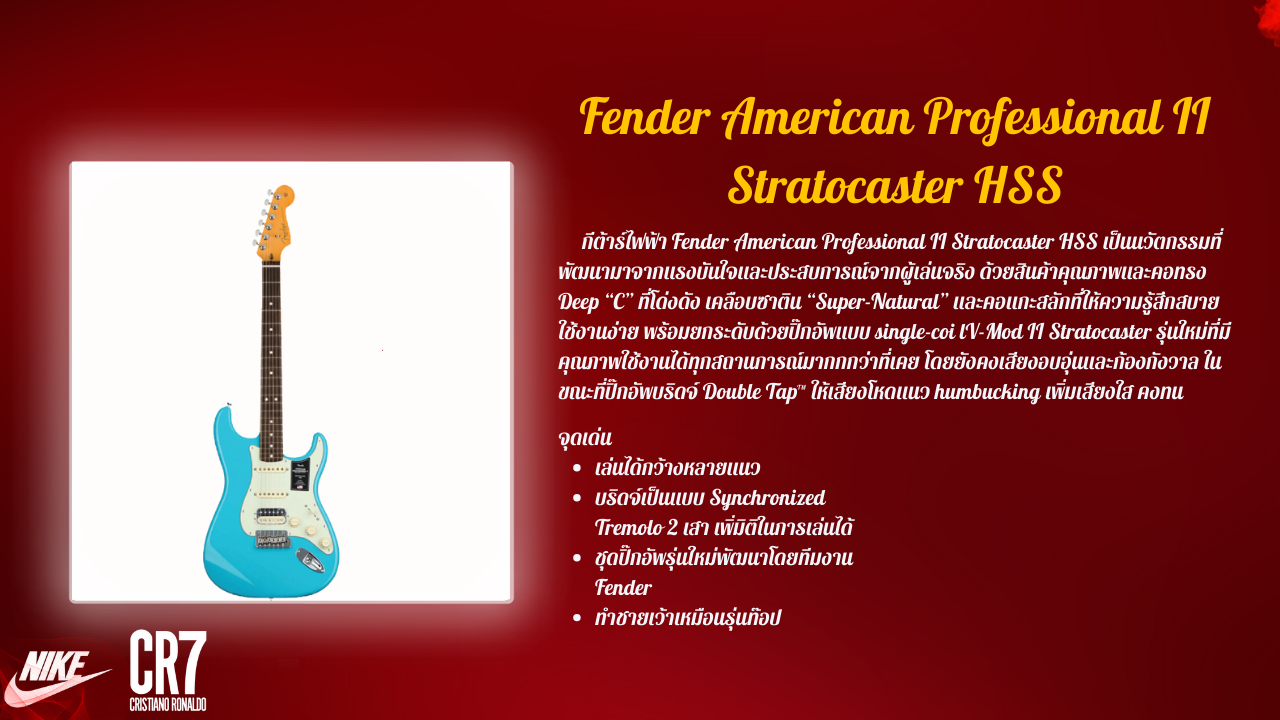 Fender American Professional II
Stratocaster HSS
กีต้าร์ไฟฟ้า Fender American Professional II Stratocaster HSS เป็นนวัตกรรมที่
พัฒนามาจากแรงบันใจและประสบการณ์จากผู้เล่นจริง ด้วยสินค้าคุณภาพและคอทรง
Deep “C” ที่โด่งดัง เคลือบซาติน “Super-Natural” และคอแกะสลักที่ให้ความรู้สึกสบาย
ใช้งานง่าย พร้อมยกระดับด้วยปิ๊กอัพแบบ single-coi lV-Mod II Stratocaster รุ่นใหม่ที่มี
คุณภาพใช้งานได้ทุกสถานการณ์มากกกว่าที่เคย โดยยังคงเสียงอบอุ่นและก้องกังวาล ใน
ขณะที่ปิ๊กอัพบริดจ์ Double Tap™ ให้เสียงโหดแนว humbucking เพิ่มเสียงใส คงทน
จุดเด่น
• เล่นได้กว้างหลายแนว
• บริดจ์เป็นแบบ Synchronized
Tremolo 2 เสา เพิ่มิติในการเล่นได้
• ชุดปิ๊กอัพรุ่นใหม่พัฒนาโดยทีมงาน
Fender
• ทำชายเว้าเหมือนรุ่นท๊อป
NIKE
CR7
CRISTIANO RONALDO